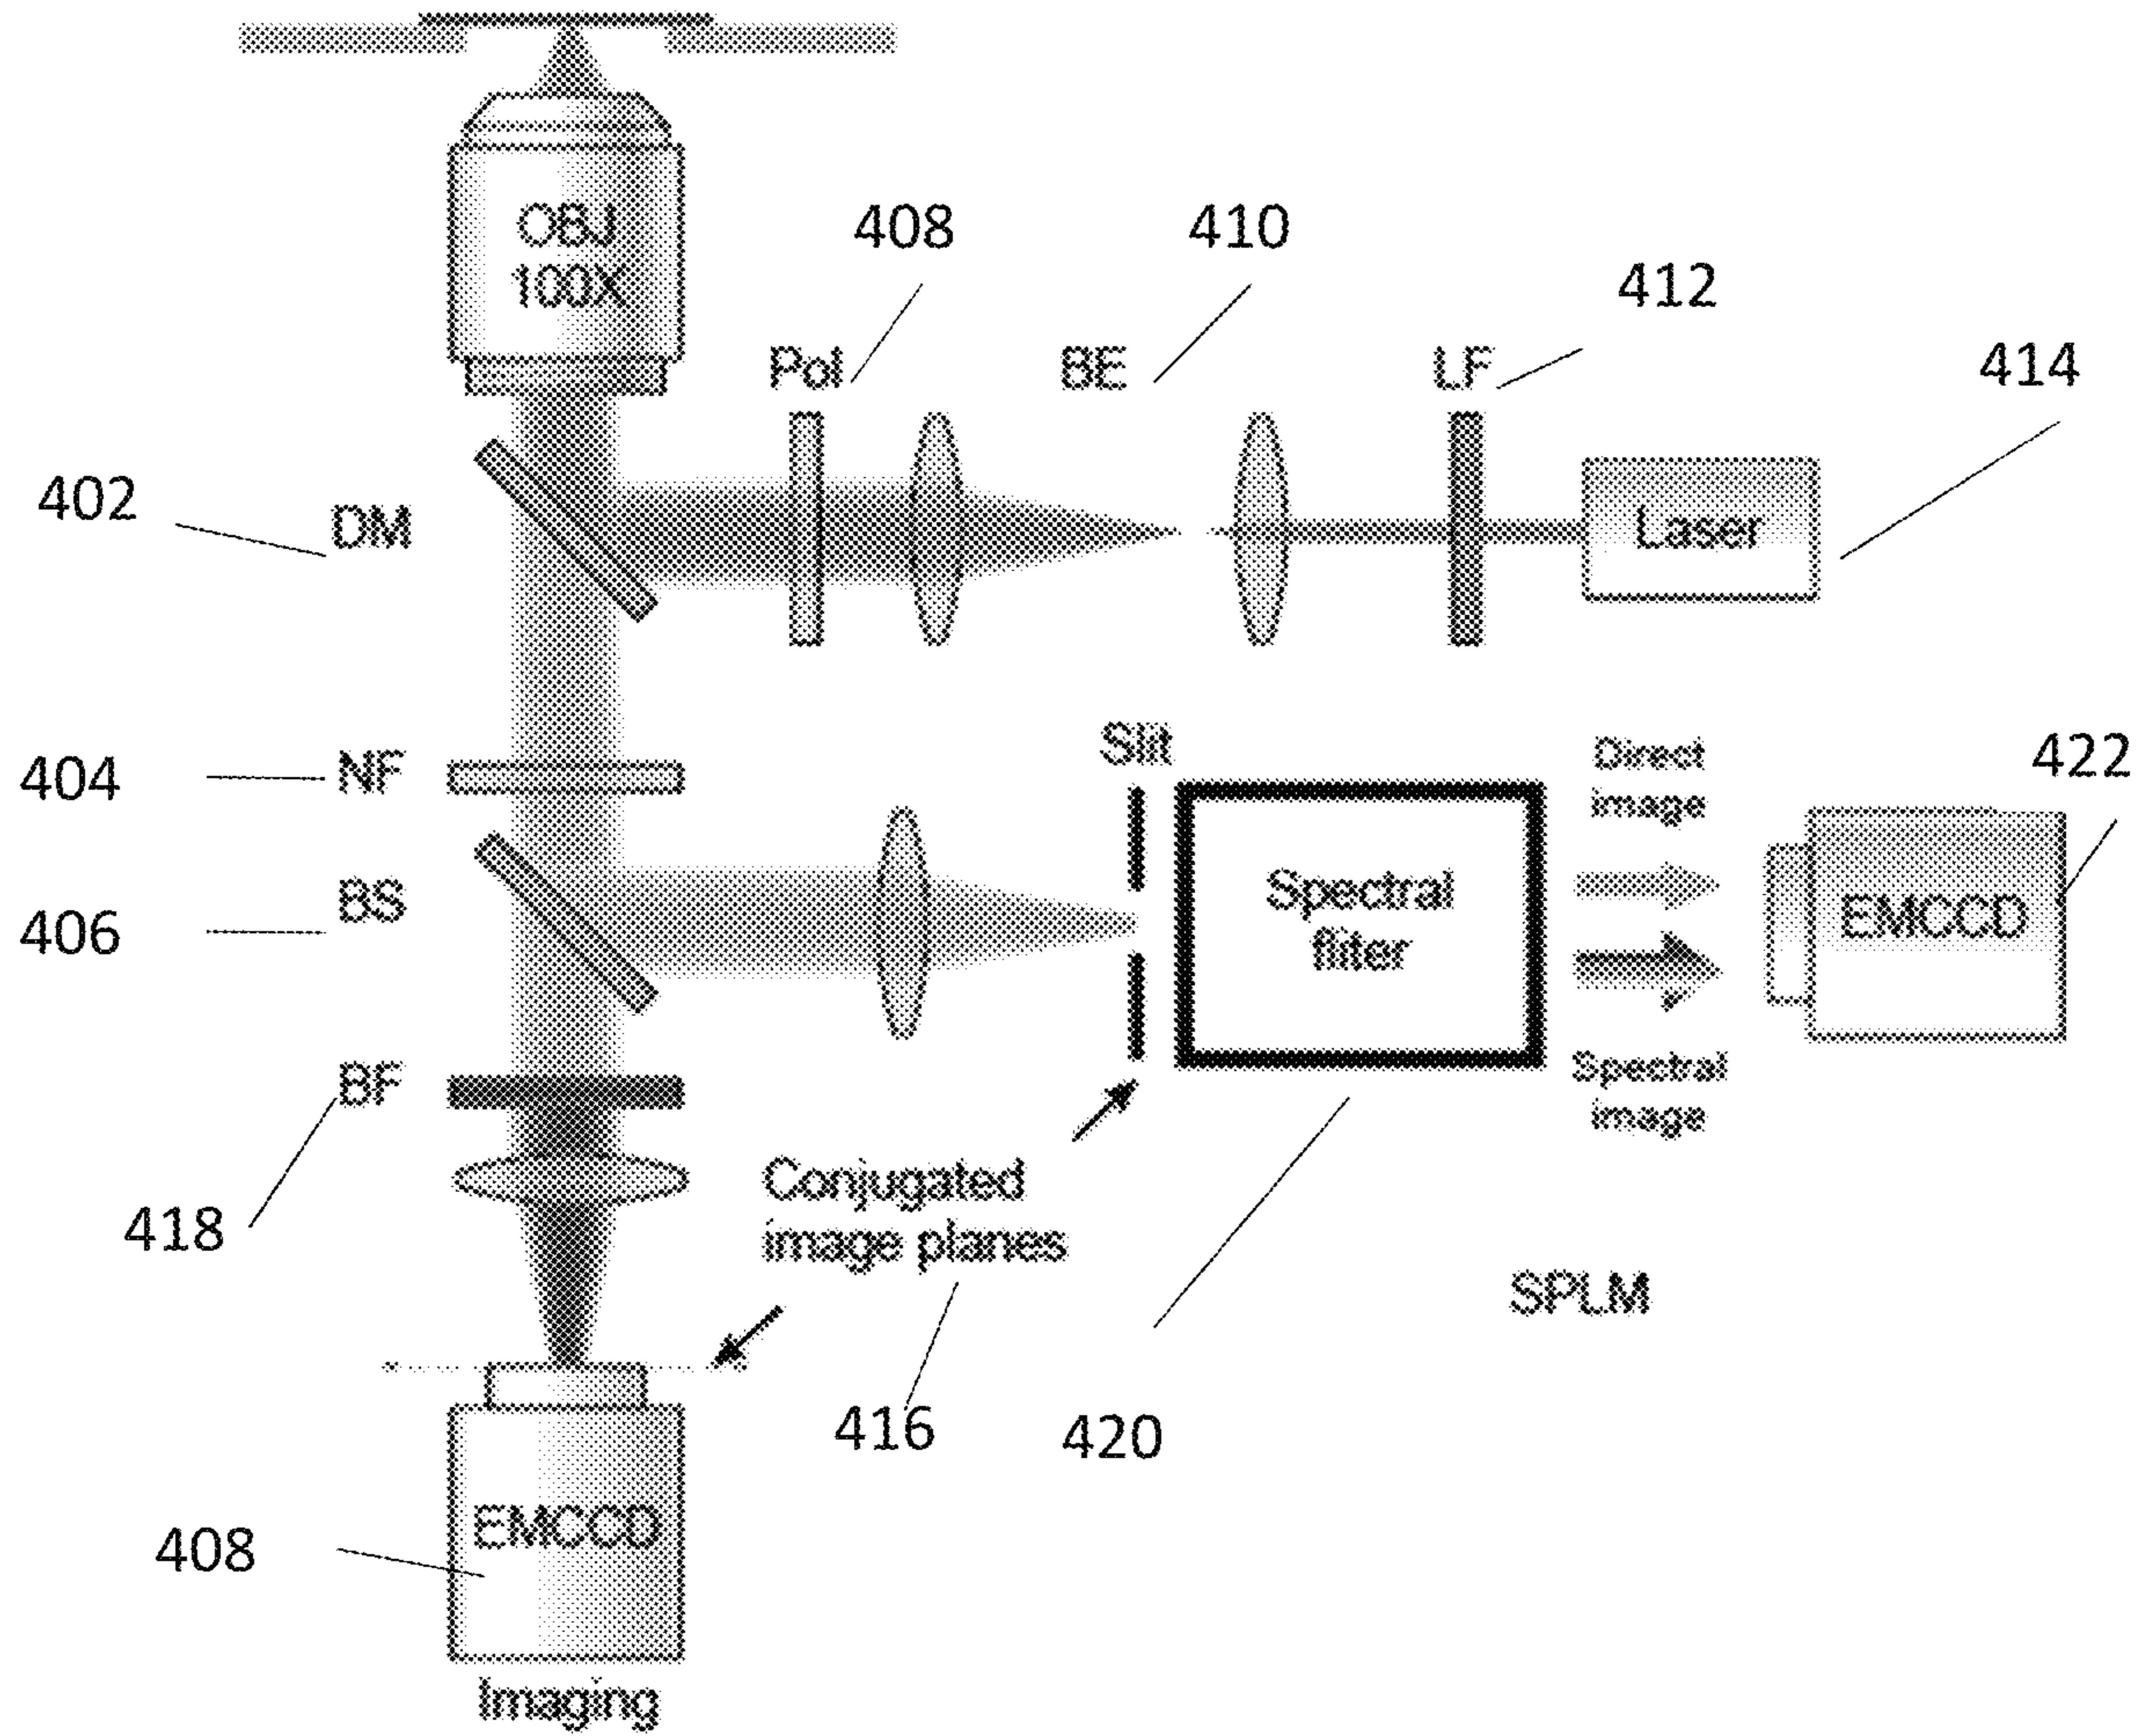 OBJ
100X
408
410
412
414
Pol
BE
LF
402
DM
Laser
404
NF
Slit
Direct
image
422
406
BS
Spectral
fliter
EMCCD
BF
Spectral
image
418
Conjugated
image planes
SPLM
416
420
EMCCD
408
Imaging